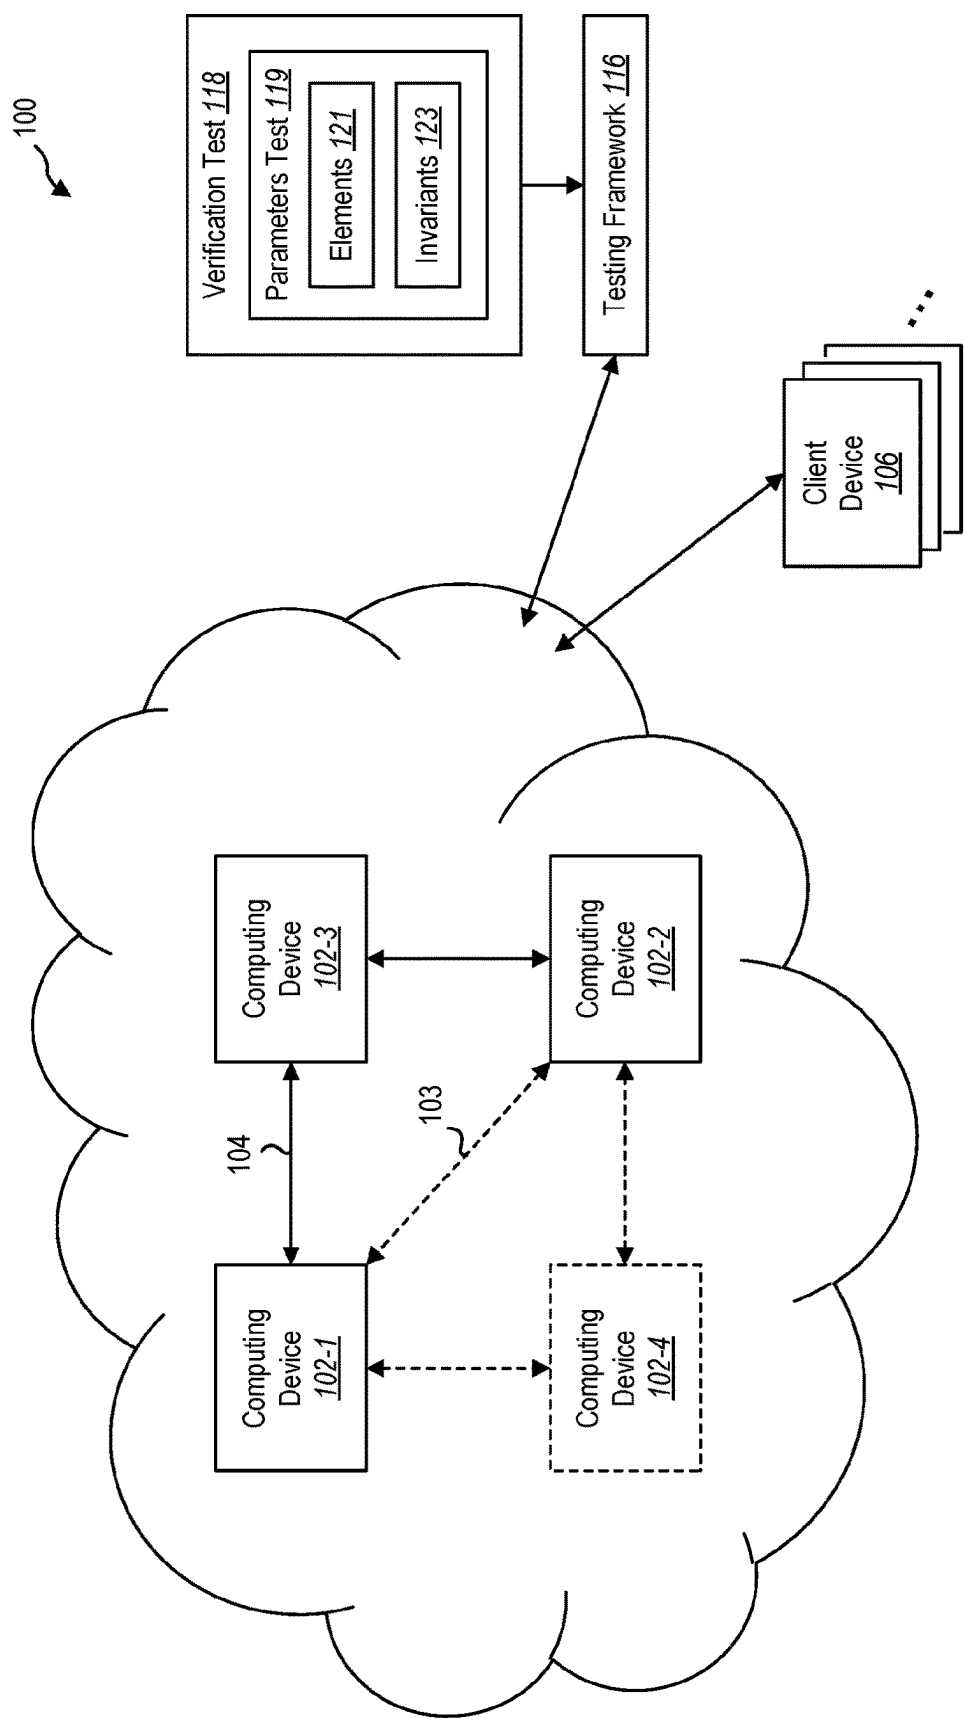 100
Verification Test 118
Parameters Test 119
Elements 121
Invariants 123
Testing Framework 116
Client
Device
106
Computing
Device
102-3
Computing
Device
102-2
104
103
Computing
Device
102-1
Computing
Device
102-4